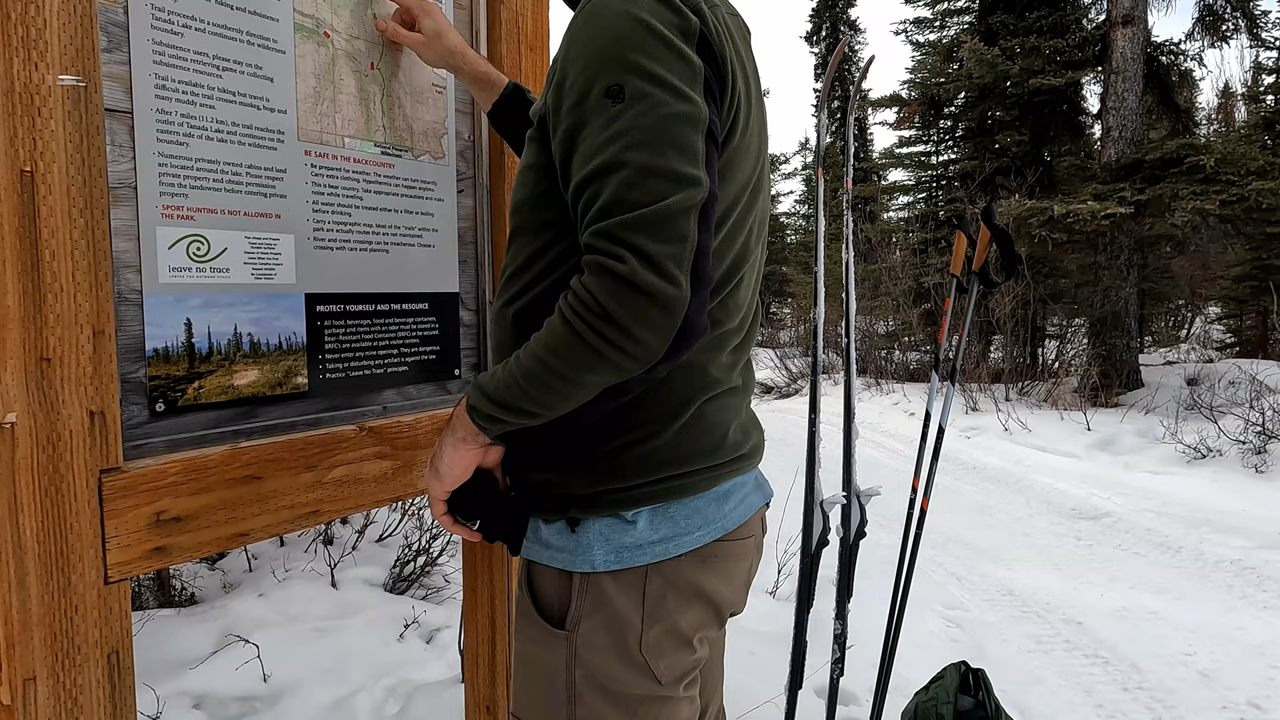 hiking and subsistence
• Trail proceeds in a southerly direction to
Tanada Lake and continues to the wilderness
boundary.
• Subsistence users, please stay on the
trail unless retrieving game or collecting
subsistence resources.
• Trail is available for hiking but travel is
difficult as the trail crosses muskeg, bogs and
many muddy areas.
• After 7 miles (11.2 km), the trail reaches the
outlet of Tanada Lake and continues on the
eastern side of the lake to the wilderness
boundary.
• Numerous privately owned cabins and land
are located around the lake. Please respect
private property and obtain permission
from the landowner before entering private
property.
• SPORT HUNTING IS NOT ALLOWED IN
THE PARK.
leave no trace
CENTER FOR OUTDOOR ETHICS
National Preserve
Wilderness
BE SAFE IN THE BACKCOUNTRY
• Be prepared for weather. The weather can turn instantly.
Carry extra clothing. Hypothermia can happen anytime.
• This is bear country. Take appropriate precautions and make
noise while traveling.
• All water should be treated either by a filter or boiling
before drinking.
• Carry a topographic map. Most of the "trails" within the
park are actually routes that are not maintained.
• River and creek crossings can be treacherous. Choose a
crossing with care and planning.
PROTECT YOURSELF AND THE RESOURCE
• All food, beverages, food and beverage containers,
garbage and items with an odor must be stored in a
Bear-Resistant Food Container (BRFC) or be secured.
BRFC's are available at park visitor centers.
• Never enter any mine openings. They are dangerous.
• Taking or disturbing any artifact is against the law
• Practice "Leave No Trace" principles.